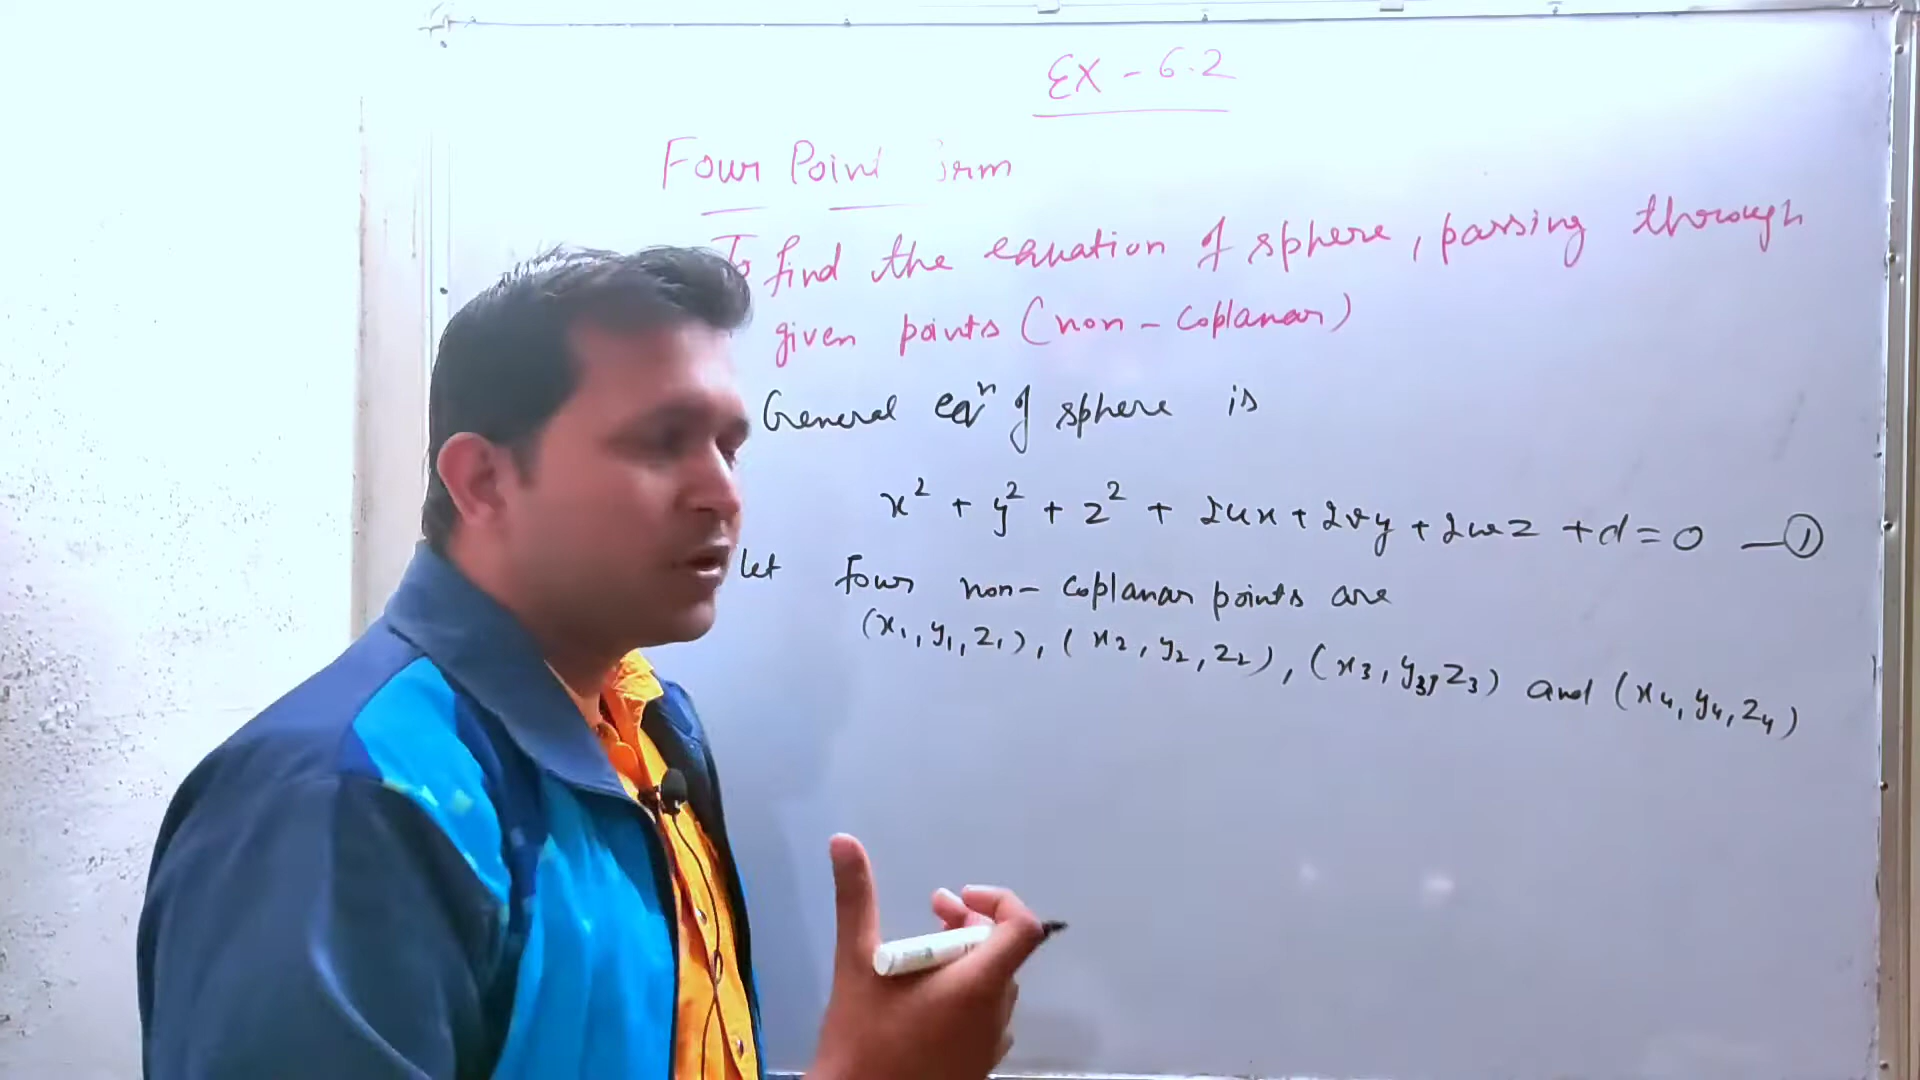 Ex - 6.2
Four Point
To find the equation of sphere, passing through
given points (non-coplanar)
General eqⁿ of sphere is
x² + y² + z² + 2ux + 2vy + 2wz + d = 0 — ①
let four non-coplanar points are
(x₁, y₁, z₁), (x₂, y₂, z₂), (x₃, y₃, z₃) and (x₄, y₄, z₄)